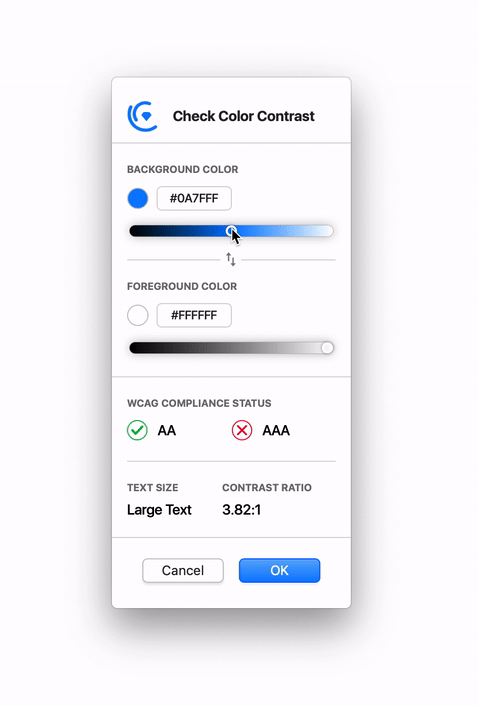 Check Color Contrast
BACKGROUND COLOR
#0A7FFF
FOREGROUND COLOR
#FFFFFF
WCAG COMPLIANCE STATUS
AA AAA
TEXT SIZE CONTRAST RATIO
Large Text 3.82:1
Cancel OK